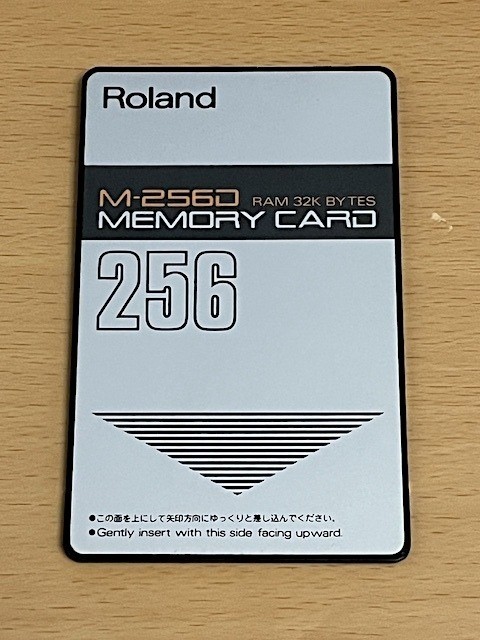 Roland
M-256D RAM 32K BYTES
MEMORY CARD
256
●この面を上にして矢印方向にゆっくりと差し込んでください。
●Gently insert with this side facing upward.